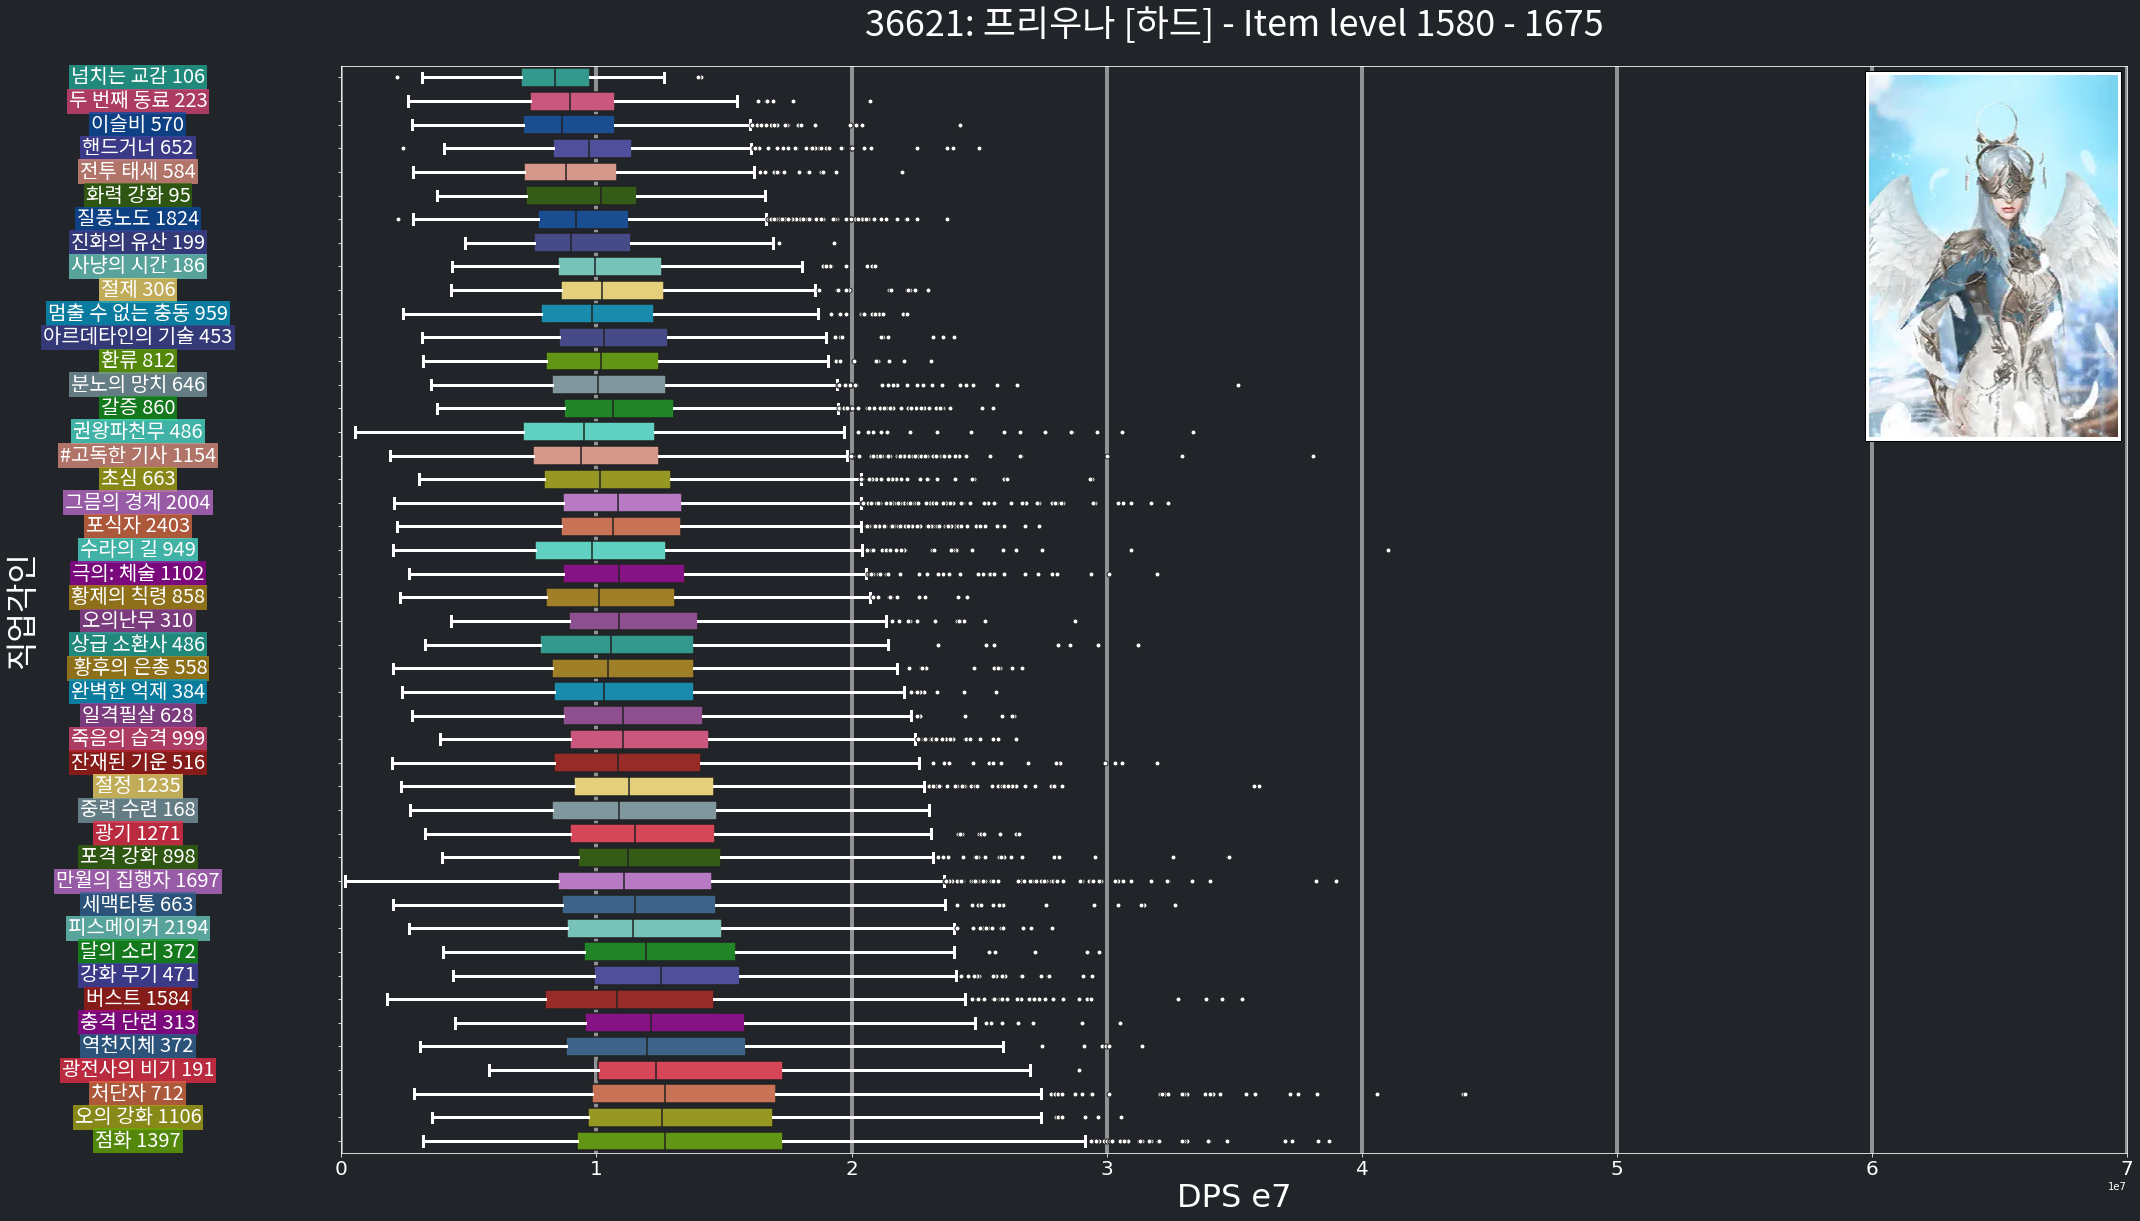 36621: 프리우나 [하드] - Item level 1580 - 1675
넘치는 교감 106
두 번째 동료 223
이슬비 570
핸드거너 652
전투 태세 584
화력 강화 95
질풍노도 1824
진화의 유산 199
사냥의 시간 186
절제 306
멈출 수 없는 충동 959
아르데타인의 기술 453
환류 812
분노의 망치 646
갈증 860
권왕파천무 486
#고독한 기사 1154
초심 663
그믐의 경계 2004
포식자 2403
수라의 길 949
극의: 체술 1102
황제의 칙령 858
오의난무 310
상급 소환사 486
황후의 은총 558
완벽한 억제 384
일격필살 628
죽음의 습격 999
잔재된 기운 516
절정 1235
중력 수련 168
광기 1271
포격 강화 898
만월의 집행자 1697
세맥타통 663
피스메이커 2194
달의 소리 372
강화 무기 471
버스트 1584
충격 단련 313
역천지체 372
광전사의 비기 191
처단자 712
오의 강화 1106
점화 1397
직업각인
0 1 2 3 4 5 6 7
DPS e7
1e7